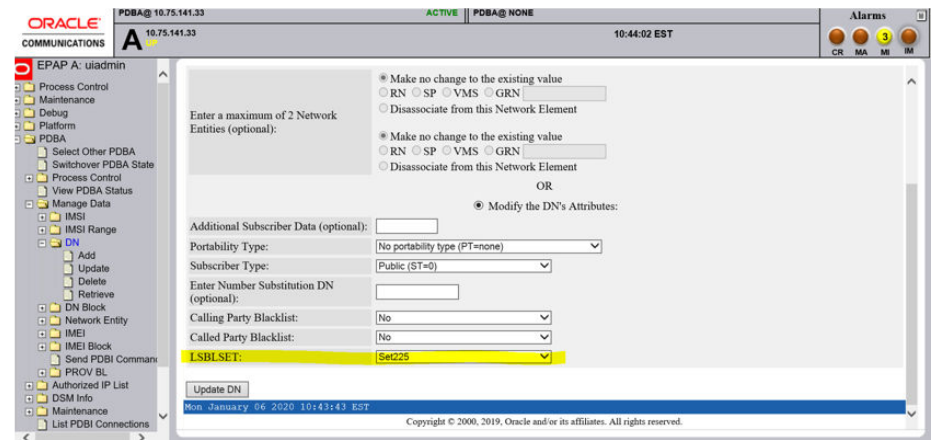 ORACLE
COMMUNICATIONS
PDBA@ 10.75.141.33
ACTIVE
PDBA@ NONE
A
10.75.141.33
UP
10:44:02 EST
Alarms
3
CR MA MI IM
EPAP A: uiadmin
Process Control
Maintenance
Debug
Platform
PDBA
Select Other PDBA
Switchover PDBA State
Process Control
View PDBA Status
Manage Data
IMSI
IMSI Range
DN
Add
Update
Delete
Retrieve
DN Block
Network Entity
IMEI
IMEI Block
Send PDBI Comman
PROV BL
Authorized IP List
DSM Info
Maintenance
List PDBI Connections
Enter a maximum of 2 Network
Entities (optional):
Make no change to the existing value
RN SP VMS GRN
Disassociate from this Network Element
Make no change to the existing value
RN SP VMS GRN
Disassociate from this Network Element
OR
Modify the DN's Attributes:
Additional Subscriber Data (optional):
Portability Type: No portability type (PT=none)
Subscriber Type: Public (ST=0)
Enter Number Substitution DN
(optional):
Calling Party Blacklist: No
Called Party Blacklist: No
LSBLSET: Set225
Update DN
Mon January 06 2020 10:43:43 EST
Copyright © 2000, 2019, Oracle and/or its affiliates. All rights reserved.